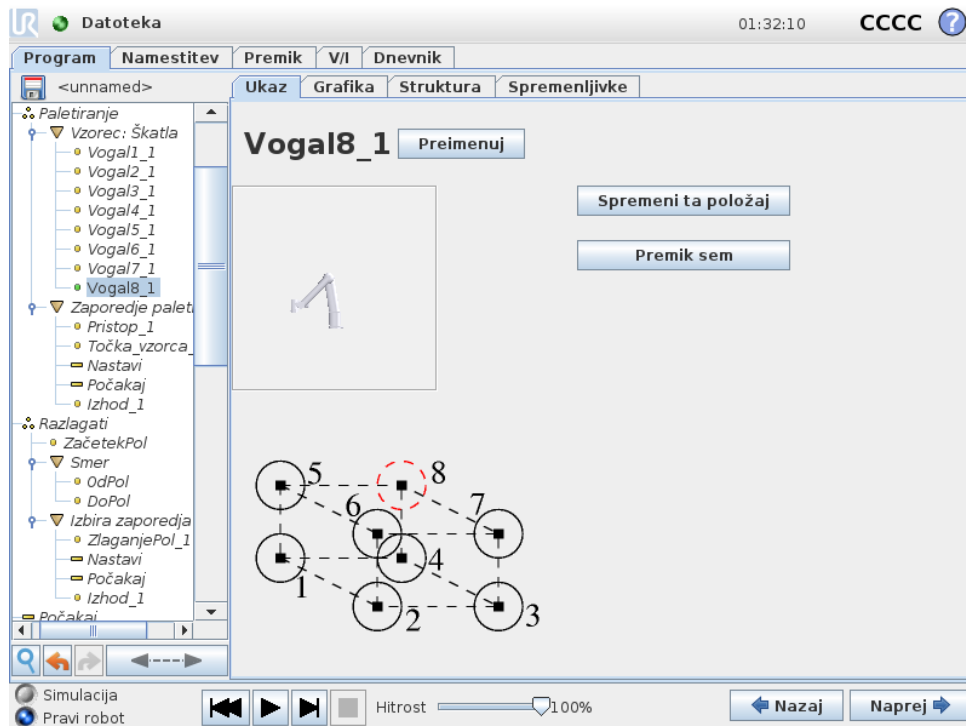 UR Datoteka 01:32:10 CCCC ?
Program Namestitev Premik V/I Dnevnik
<unnamed>
Ukaz Grafika Struktura Spremenljivke
Paletiranje
Vzorec: Škatla
Vogal1_1
Vogal2_1
Vogal3_1
Vogal4_1
Vogal5_1
Vogal6_1
Vogal7_1
Vogal8_1
Zaporedje paleti
Pristop_1
Točka_vzorca_
Nastavi
Počakaj
Izhod_1
Razlagati
ZačetekPol
Smer
OdPol
DoPol
Izbira zaporedja
ZlaganjePol_1
Nastavi
Počakaj
Izhod_1
Počakaj
Vogal8_1 Preimenuj
Spremeni ta položaj
Premik sem
5 8
6 7
1 4
2 3
Simulacija
Pravi robot
Hitrost 100%
Nazaj Naprej